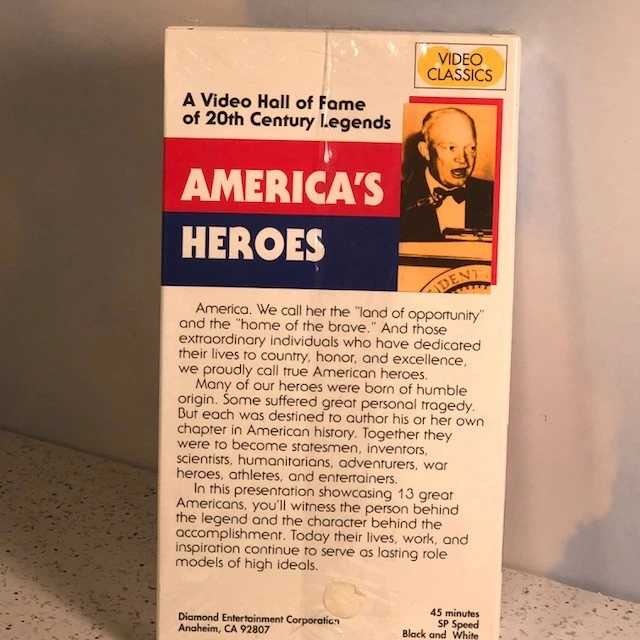 VIDEO
CLASSICS
A Video Hall of Fame
of 20th Century Legends
AMERICA'S
HEROES
IDENT
America. We call her the "land of opportunity"
and the "home of the brave." And those
extraordinary individuals who have dedicated
their lives to country, honor, and excellence,
we proudly call true American heroes.
Many of our heroes were born of humble
origin. Some suffered great personal tragedy.
But each was destined to author his or her own
chapter in American history. Together they
were to become statesmen, inventors,
scientists, humanitarians, adventurers, war
heroes, athletes, and entertainers.
In this presentation showcasing 13 great
Americans, you'll witness the person behind
the legend and the character behind the
accomplishment. Today their lives, work, and
inspiration continue to serve as lasting role
models of high ideals.
Diamond Entertainment Corporation
Anaheim, CA 92807
45 minutes
SP Speed
Black and White